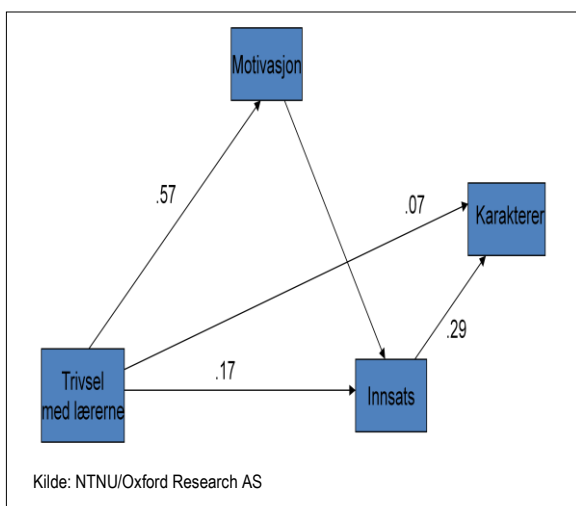 Motivasjon
.57
.07
Karakterer
.29
.17
Trivsel
med lærerne
Innsats
Kilde: NTNU/Oxford Research AS